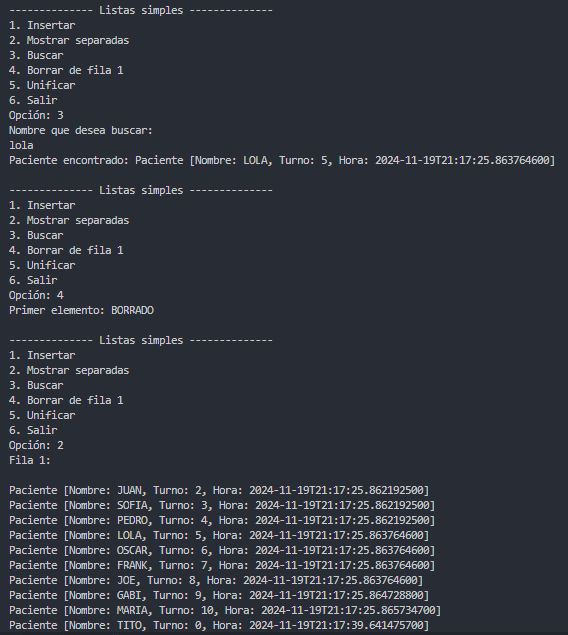 -------------- Listas simples --------------
1. Insertar
2. Mostrar separadas
3. Buscar
4. Borrar de fila 1
5. Unificar
6. Salir
Opción: 3
Nombre que desea buscar:
lola
Paciente encontrado: Paciente [Nombre: LOLA, Turno: 5, Hora: 2024-11-19T21:17:25.863764600]
-------------- Listas simples --------------
1. Insertar
2. Mostrar separadas
3. Buscar
4. Borrar de fila 1
5. Unificar
6. Salir
Opción: 4
Primer elemento: BORRADO
-------------- Listas simples --------------
1. Insertar
2. Mostrar separadas
3. Buscar
4. Borrar de fila 1
5. Unificar
6. Salir
Opción: 2
Fila 1:
Paciente [Nombre: JUAN, Turno: 2, Hora: 2024-11-19T21:17:25.862192500]
Paciente [Nombre: SOFIA, Turno: 3, Hora: 2024-11-19T21:17:25.862192500]
Paciente [Nombre: PEDRO, Turno: 4, Hora: 2024-11-19T21:17:25.862192500]
Paciente [Nombre: LOLA, Turno: 5, Hora: 2024-11-19T21:17:25.863764600]
Paciente [Nombre: OSCAR, Turno: 6, Hora: 2024-11-19T21:17:25.863764600]
Paciente [Nombre: FRANK, Turno: 7, Hora: 2024-11-19T21:17:25.863764600]
Paciente [Nombre: JOE, Turno: 8, Hora: 2024-11-19T21:17:25.863764600]
Paciente [Nombre: GABI, Turno: 9, Hora: 2024-11-19T21:17:25.864728800]
Paciente [Nombre: MARIA, Turno: 10, Hora: 2024-11-19T21:17:25.865734700]
Paciente [Nombre: TITO, Turno: 0, Hora: 2024-11-19T21:17:39.641475700]